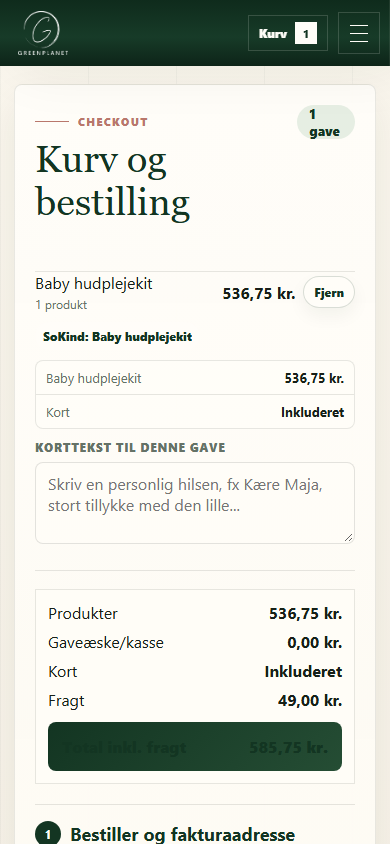 G
GREENPLANET
Kurv 1
CHECKOUT
1
gave
Kurv og
bestilling
Baby hudplejekit
1 produkt
536,75 kr.
Fjern
SoKind: Baby hudplejekit
Baby hudplejekit 536,75 kr.
Kort Inkluderet
KORTTEKST TIL DENNE GAVE
Skriv en personlig hilsen, fx Kære Maja,
stort tillykke med den lille...
Produkter 536,75 kr.
Gaveæske/kasse 0,00 kr.
Kort Inkluderet
Fragt 49,00 kr.
Total inkl. fragt 585,75 kr.
1 Bestiller og fakturaadresse